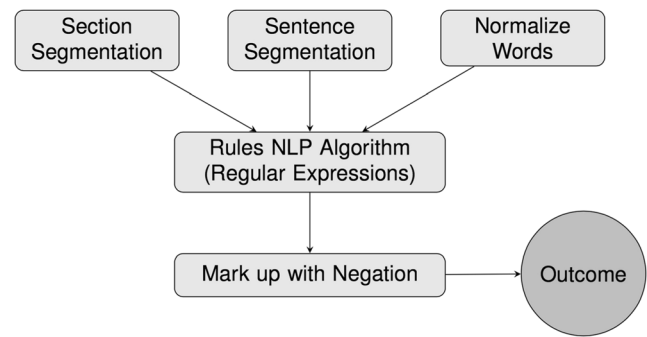 Section
Segmentation
Sentence
Segmentation
Normalize
Words
Rules NLP Algorithm
(Regular Expressions)
Mark up with Negation
Outcome